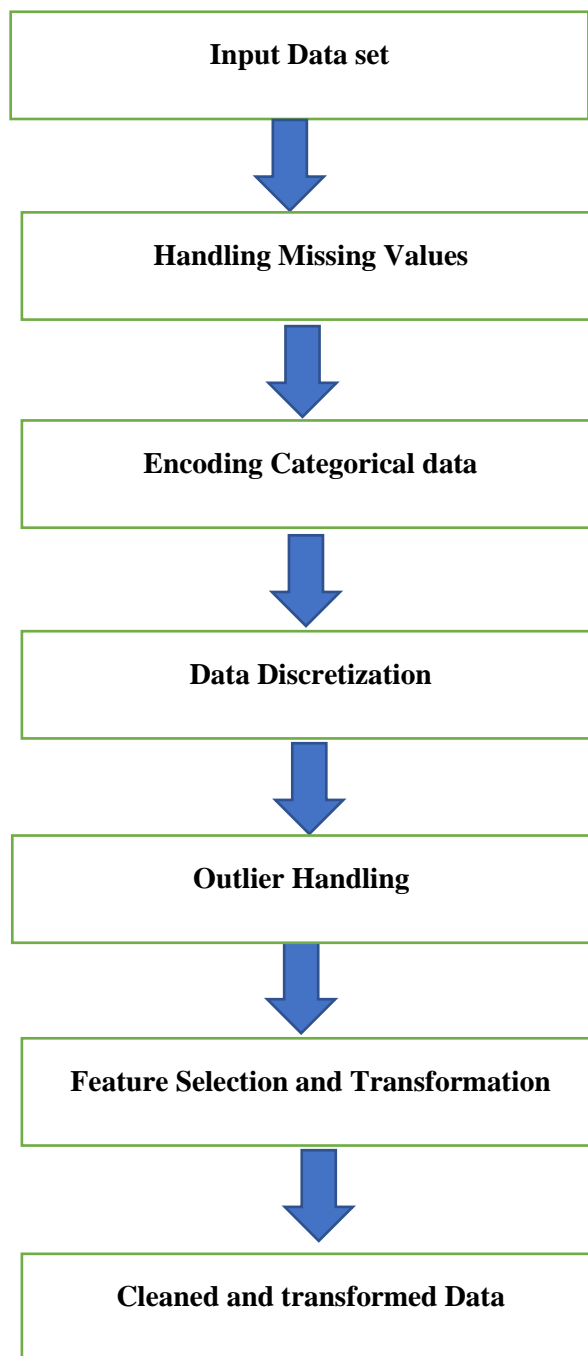 Input Data set
Handling Missing Values
Encoding Categorical data
Data Discretization
Outlier Handling
Feature Selection and Transformation
Cleaned and transformed Data